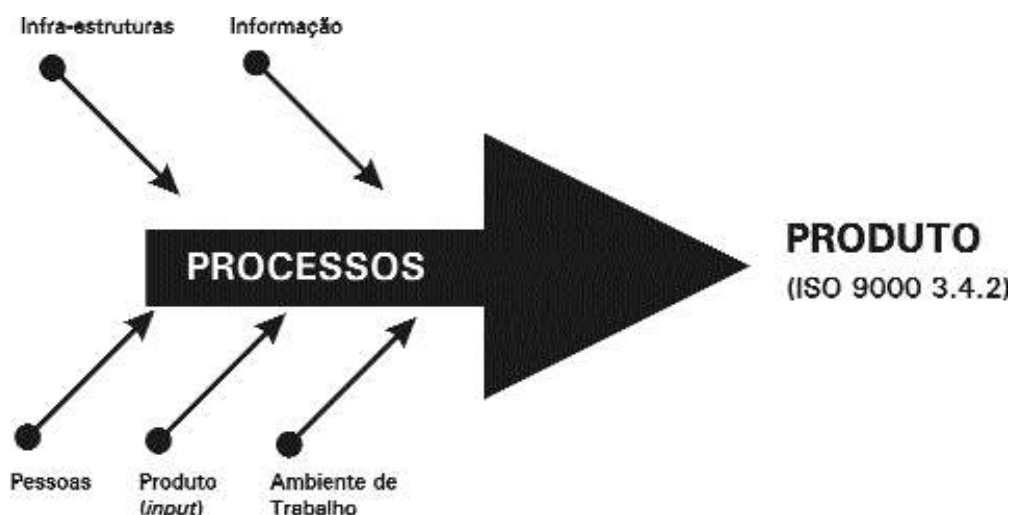 Infra-estruturas
Informação
PROCESSOS
PRODUTO
(ISO 9000 3.4.2)
Pessoas
Produto
(input)
Ambiente de
Trabalho